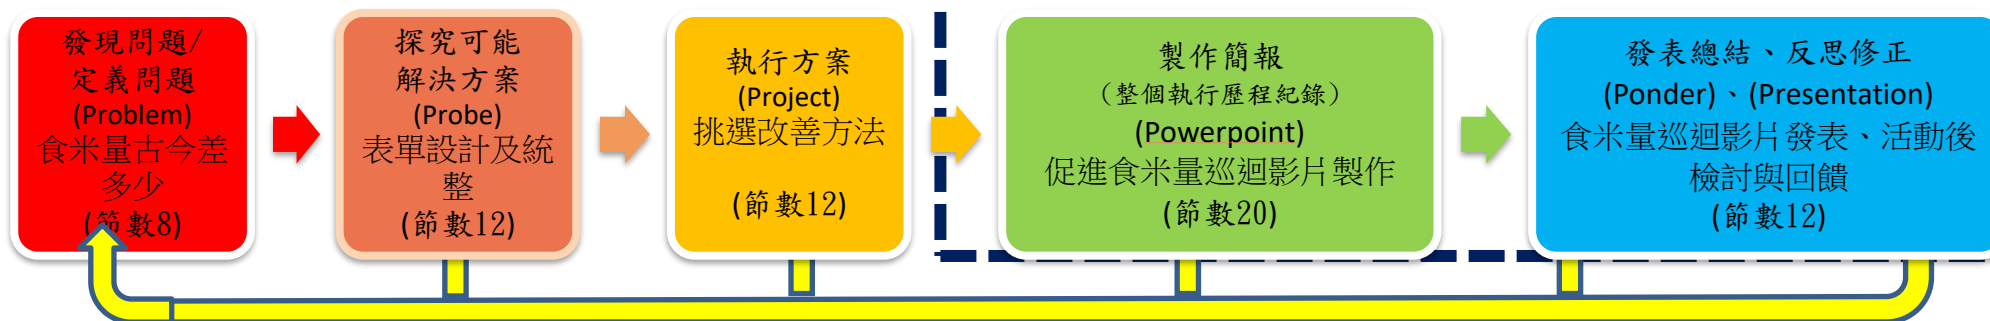 發現問題/
定義問題
(Problem)
食米量古今差
多少
(節數8)
探究可能
解決方案
(Probe)
表單設計及統
整
(節數12)
執行方案
(Project)
挑選改善方法
(節數12)
製作簡報
（整個執行歷程紀錄）
(Powerpoint)
促進食米量巡迴影片製作
(節數20)
發表總結、反思修正
(Ponder)、(Presentation)
食米量巡迴影片發表、活動後
檢討與回饋
(節數12)